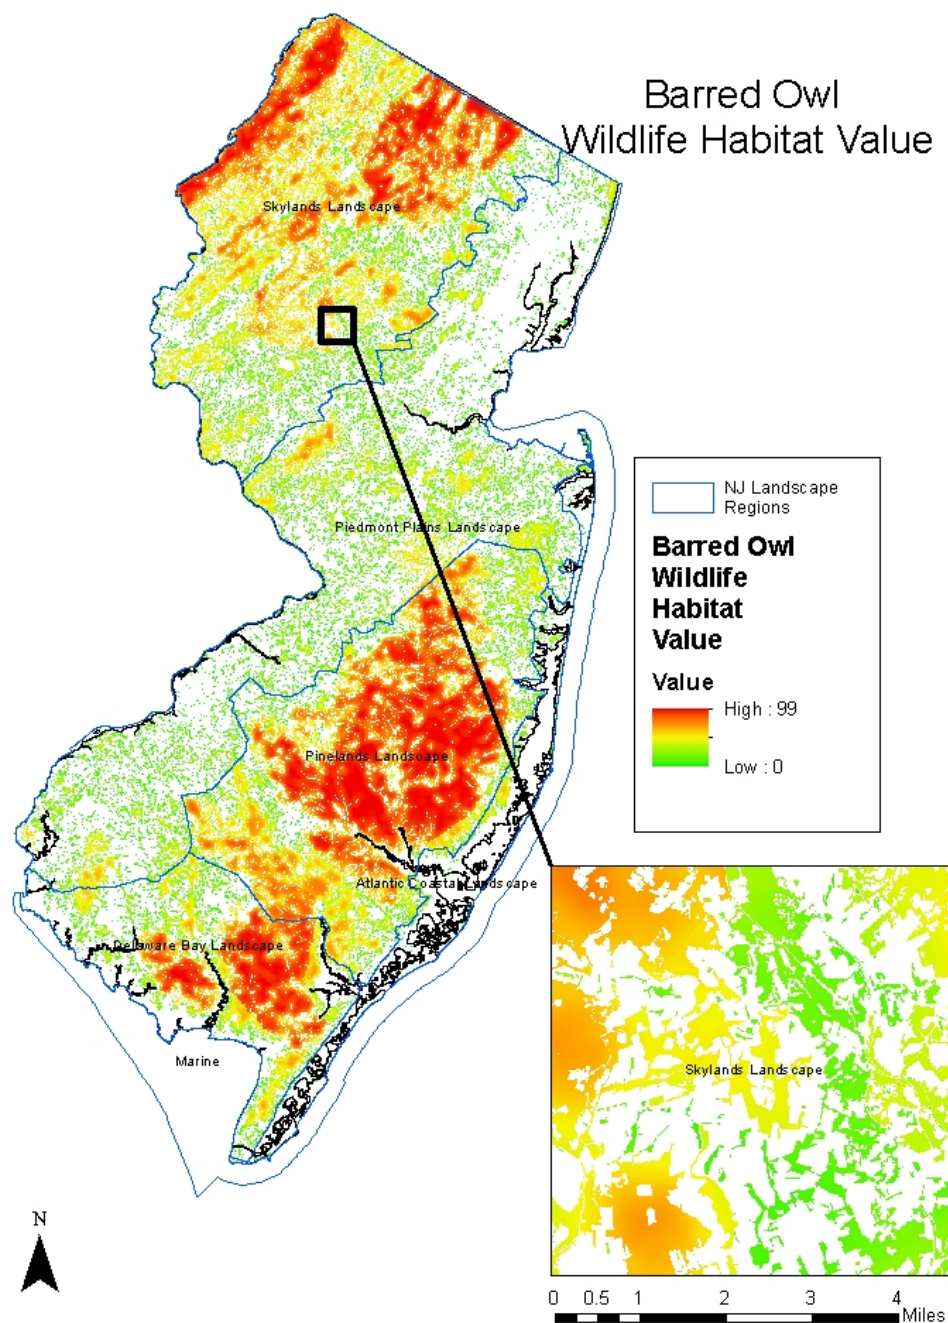 Barred Owl
Wildlife Habitat Value
Skylands Landscape
Piedmont Plains Landscape
Pinelands Landscape
Atlantic Coastal Landscape
Delaware Bay Landscape
Marine
NJ Landscape
Regions
Barred Owl
Wildlife
Habitat
Value
Value
High : 99
Low : 0
Skylands Landscape
N
0 0.5 1 2 3 4
Miles